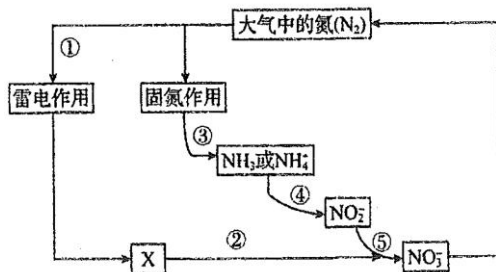 大气中的氮(N₂)
①
雷电作用
固氮作用
③
NH₃或NH₄⁺
④
NO₂⁻
②
⑤
X
NO₃⁻